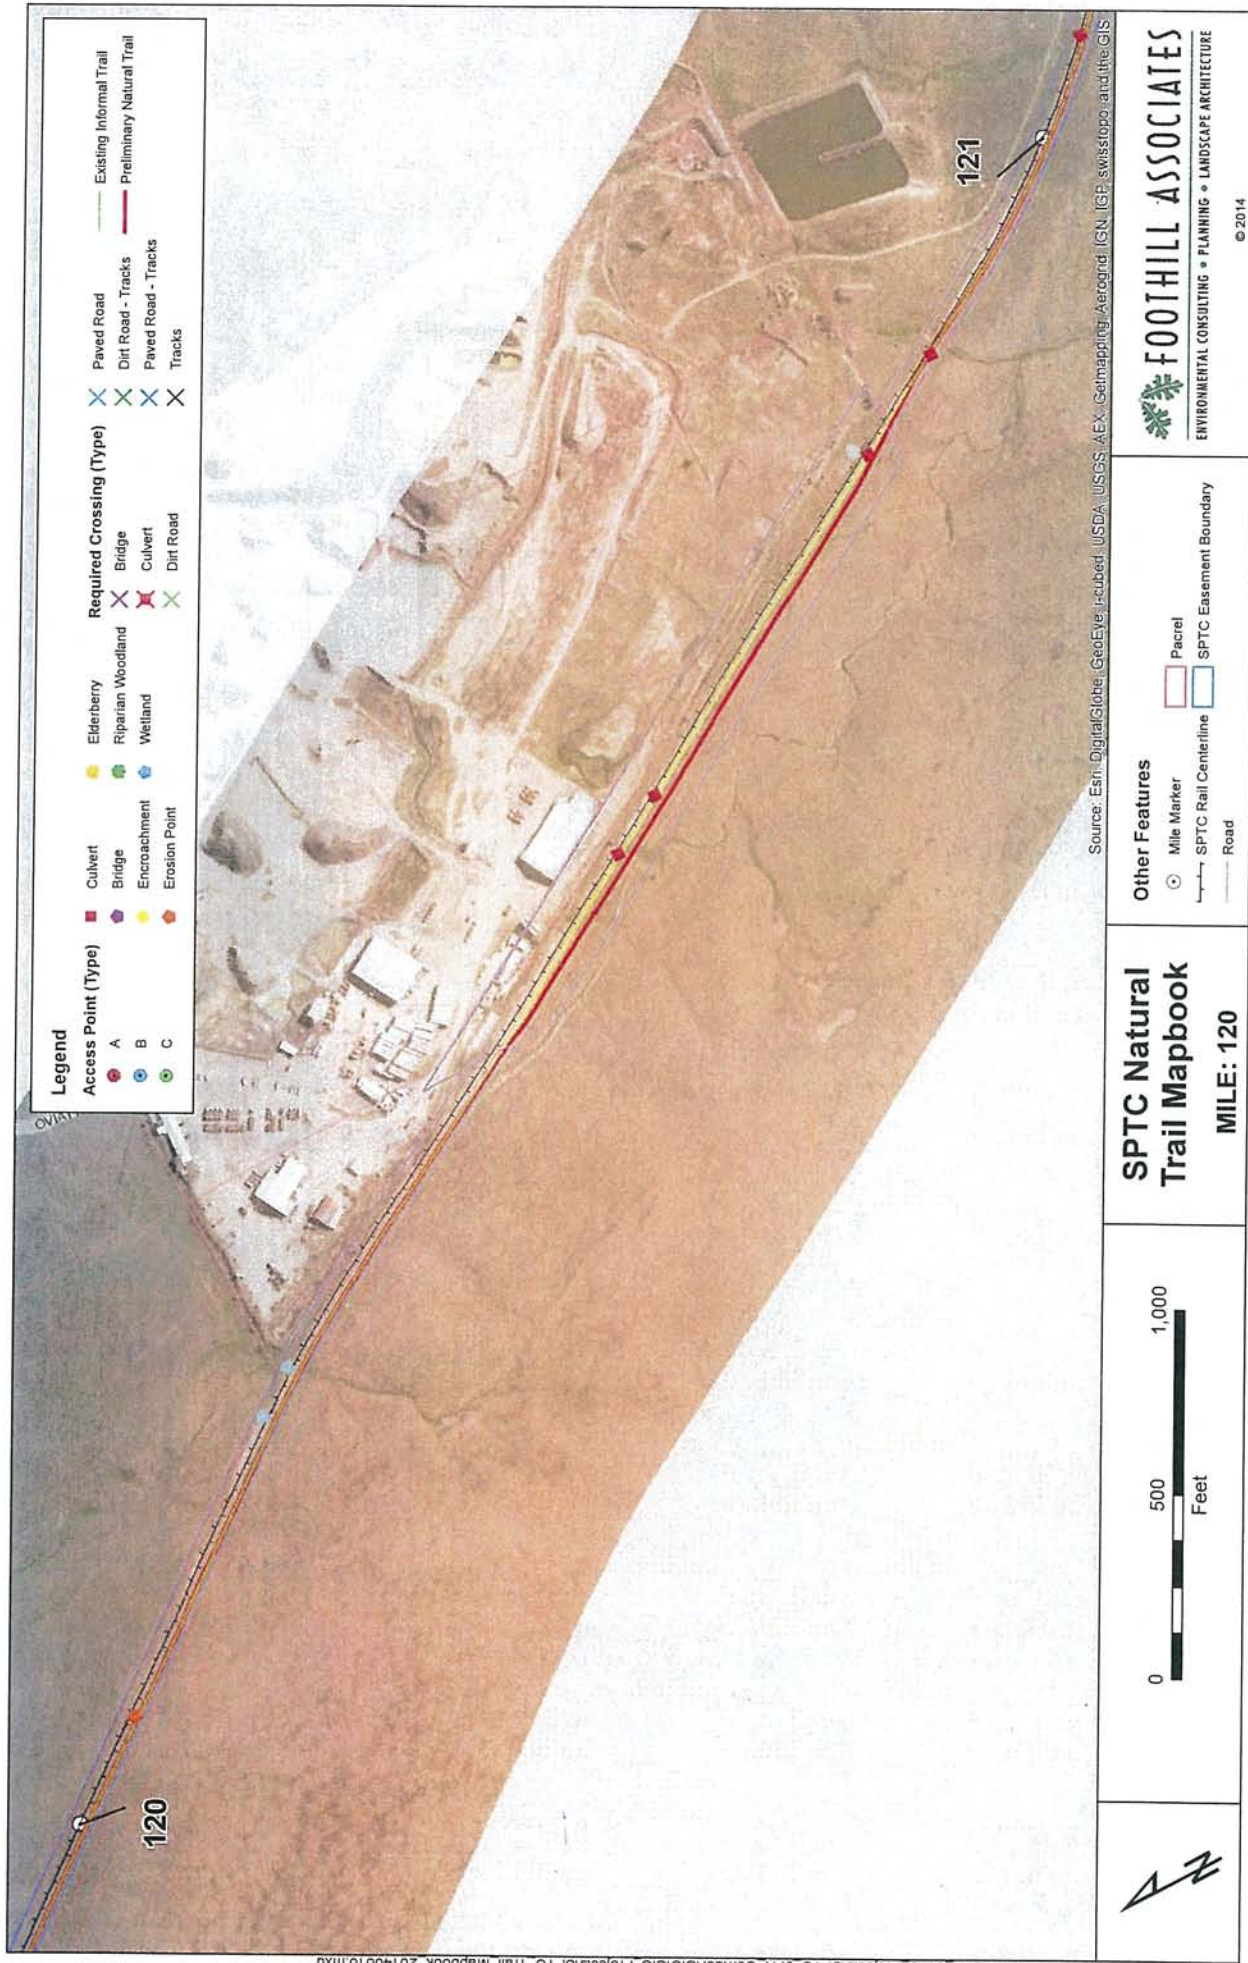 Legend
Access Point (Type)
A
B
C
Culvert
Bridge
Encroachment
Erosion Point
Elderberry
Riparian Woodland
Wetland
Required Crossing (Type)
Bridge
Culvert
Dirt Road
Paved Road
Dirt Road - Tracks
Paved Road - Tracks
Tracks
Existing Informal Trail
Preliminary Natural Trail
120
121
Source: Esri, DigitalGlobe, GeoEye, i-cubed, USDA, USGS, AEX, Getmapping, Aerogrid, IGN, IGP, swisstopo, and the GIS
N
0 500 1,000
Feet
SPTC Natural
Trail Mapbook
MILE: 120
Other Features
Mile Marker
SPTC Rail Centerline
Road
Pacrel
SPTC Easement Boundary
FOOTHILL ASSOCIATES
ENVIRONMENTAL CONSULTING • PLANNING • LANDSCAPE ARCHITECTURE
© 2014